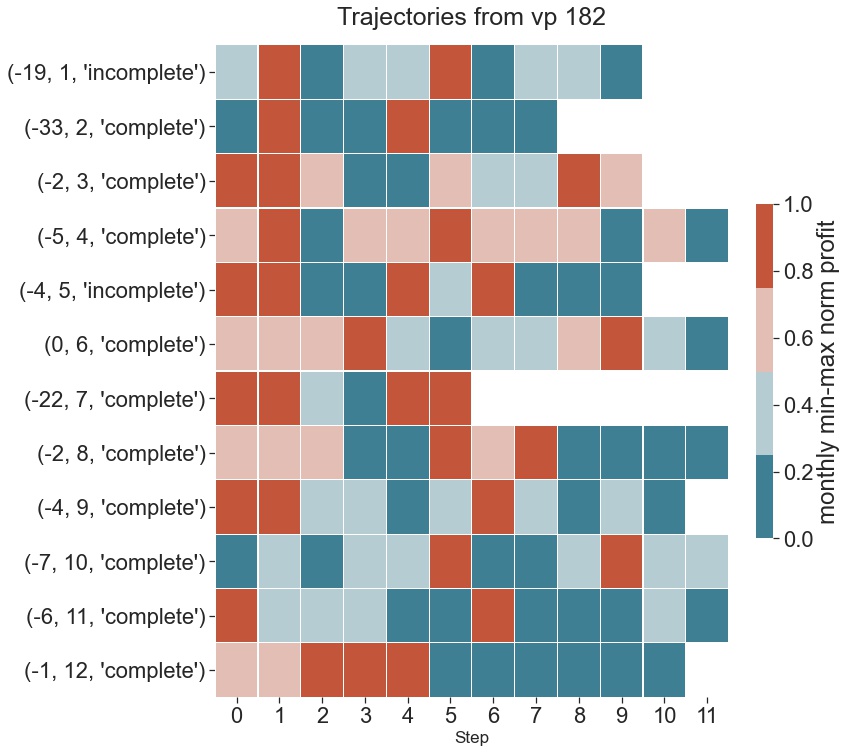 Trajectories from vp 182
(-19, 1, 'incomplete')
(-33, 2, 'complete')
(-2, 3, 'complete')
(-5, 4, 'complete')
(-4, 5, 'incomplete')
(0, 6, 'complete')
(-22, 7, 'complete')
(-2, 8, 'complete')
(-4, 9, 'complete')
(-7, 10, 'complete')
(-6, 11, 'complete')
(-1, 12, 'complete')
0 1 2 3 4 5 6 7 8 9 10 11
Step
1.0
0.8
0.6
0.4
0.2
0.0
monthly min-max norm profit